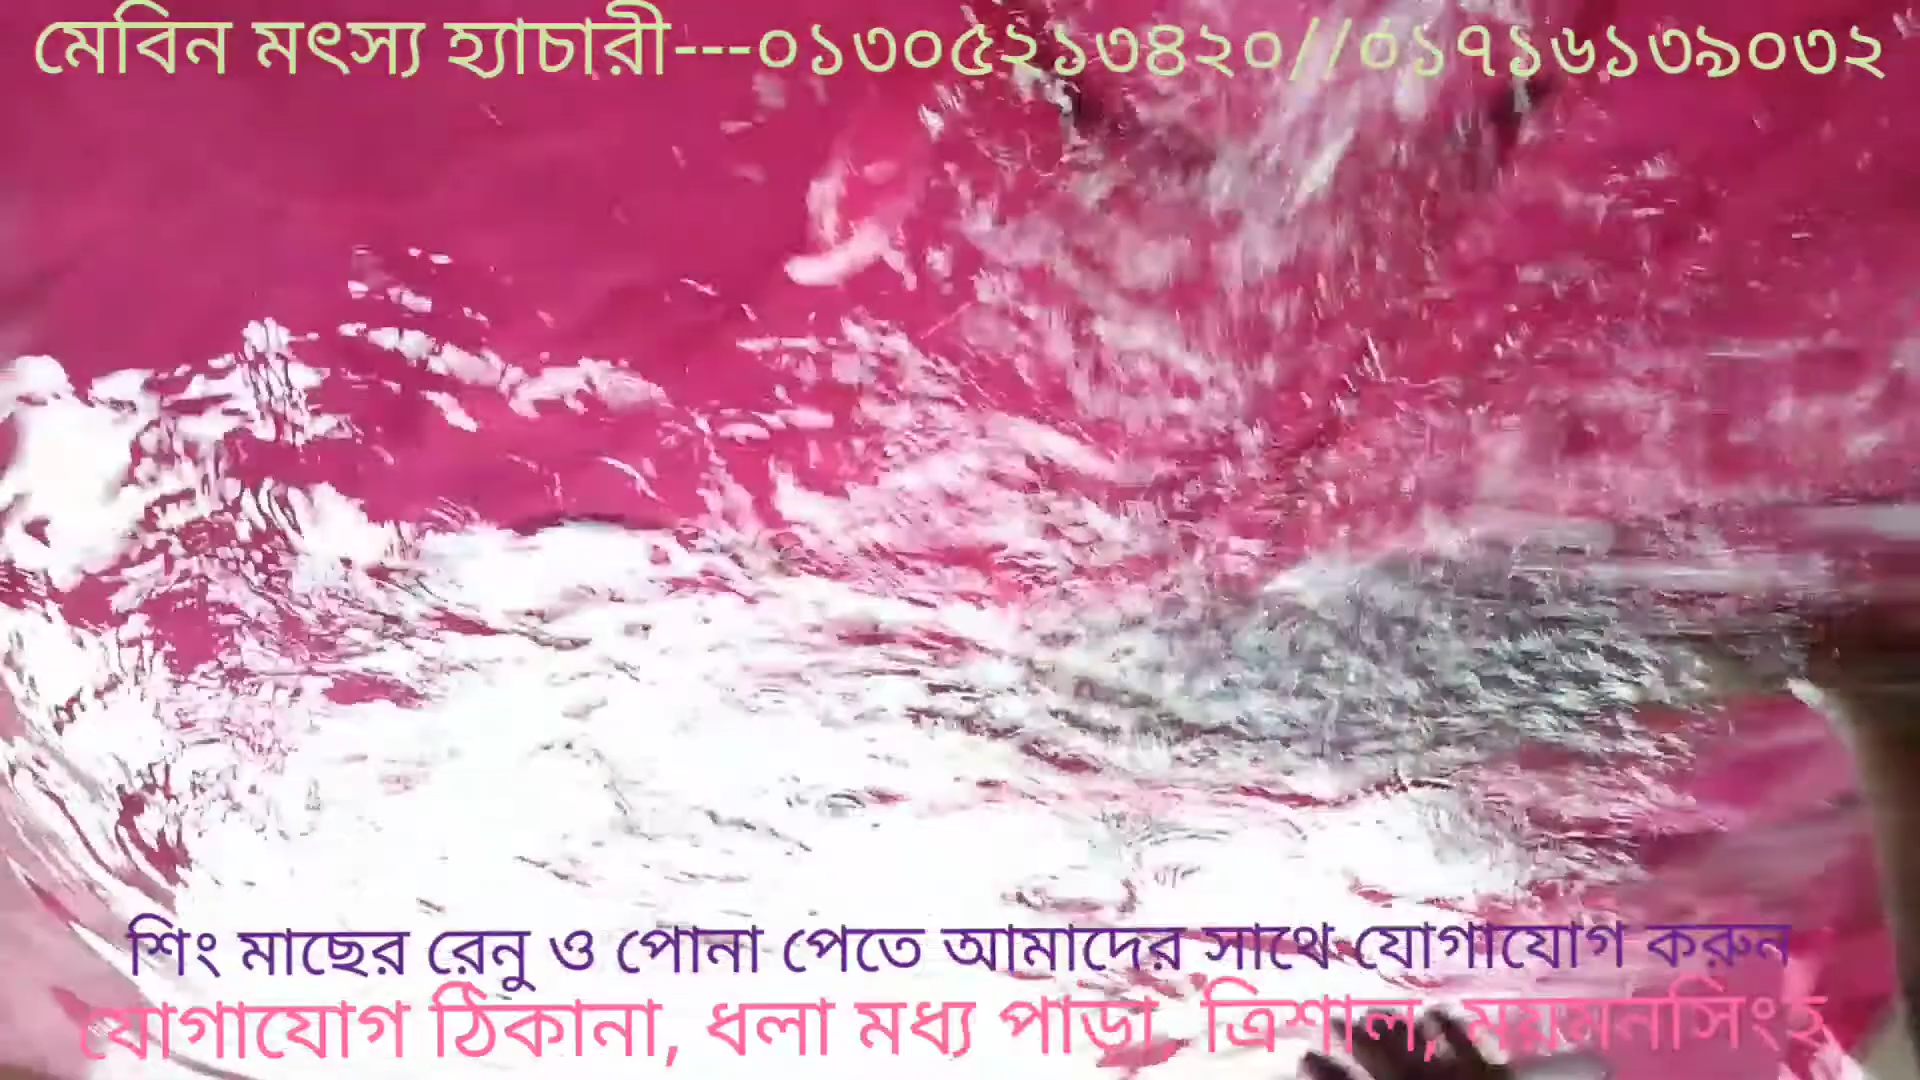 মেবিন মৎস্য হ্যাচারী---০১৩০৫২১৩৪২০//০১৭১৬১৩৯০৩২
শিং মাছের রেনু ও পোনা পেতে আমাদের সাথে যোগাযোগ করুন
যোগাযোগ ঠিকানা, ধলা মধ্য পাড়া, ত্রিশাল, ময়মনসিংহ